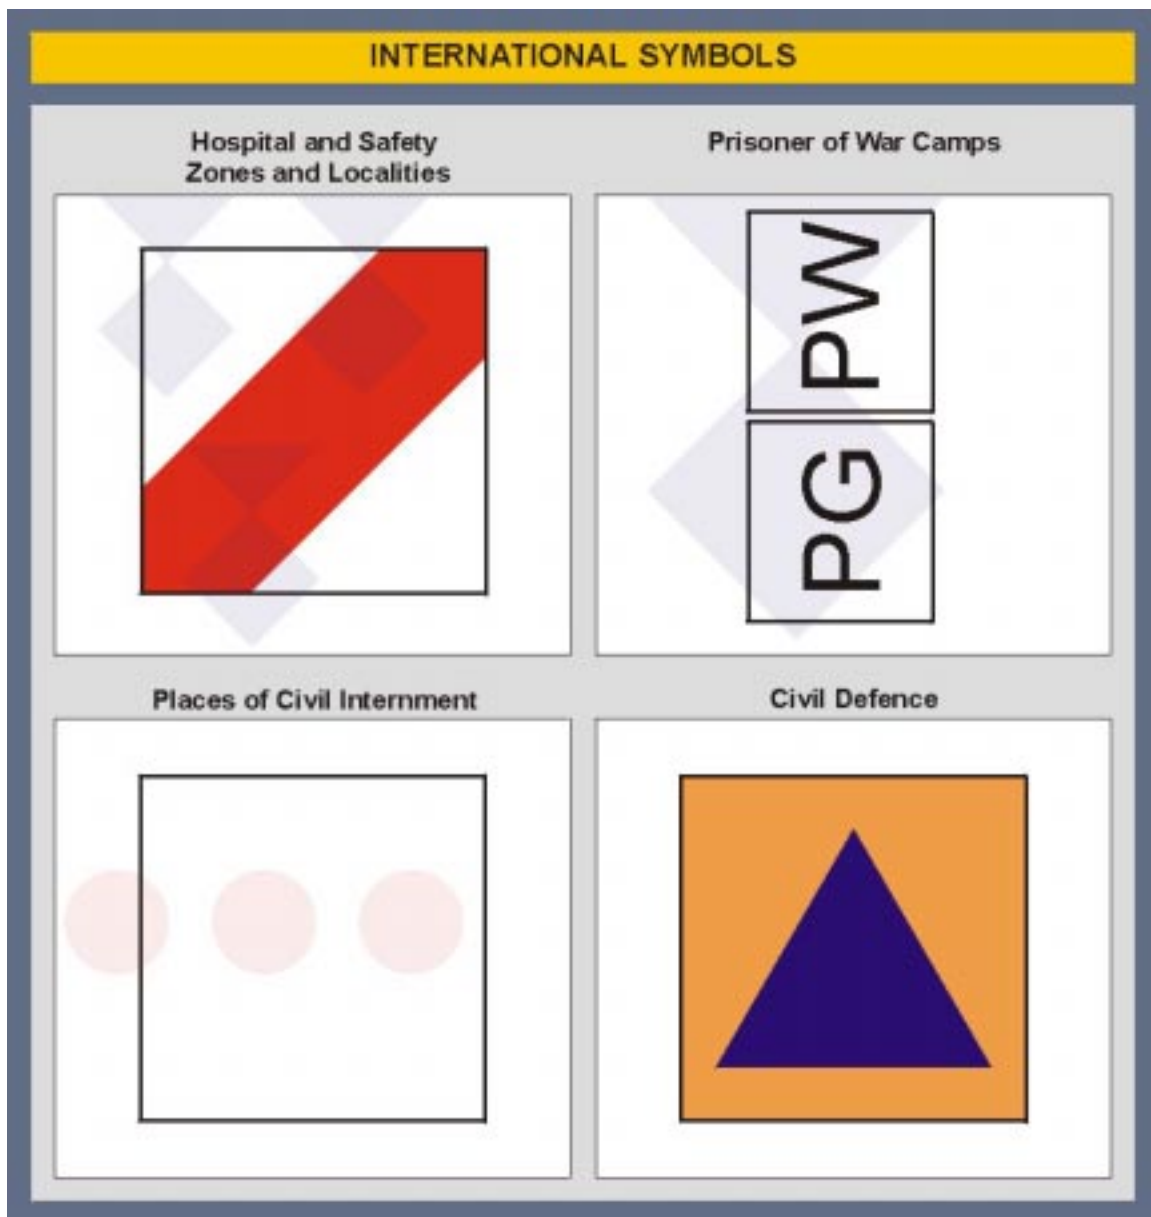 INTERNATIONAL SYMBOLS
Hospital and Safety
Zones and Localities
Prisoner of War Camps
PW
PG
Places of Civil Internment
Civil Defence